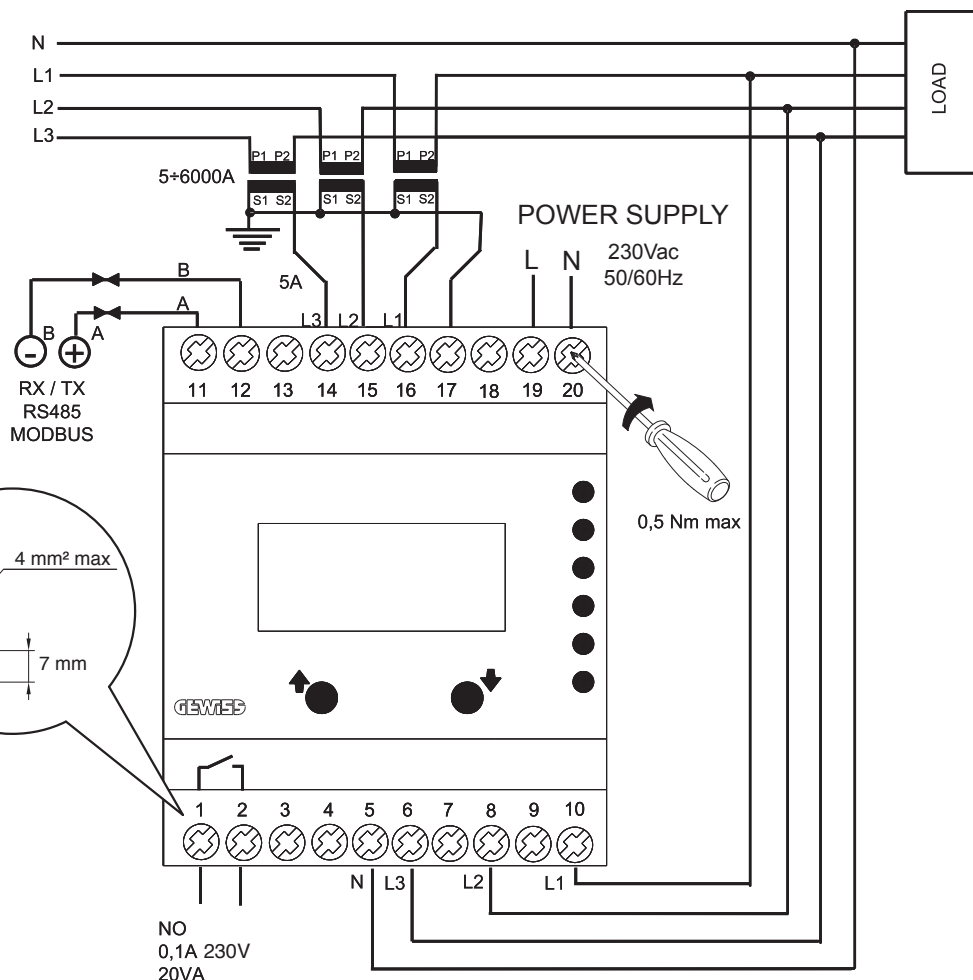 N
L1
L2
L3
LOAD
P1 P2 P1 P2 P1 P2
5÷6000A
S1 S2 S1 S2 S1 S2
POWER SUPPLY
L N 230Vac
50/60Hz
5A
B
A
B A
- +
RX / TX
RS485
MODBUS
L3 L2 L1
11 12 13 14 15 16 17 18 19 20
0,5 Nm max
4 mm² max
7 mm
GEWISS
1 2 3 4 5 6 7 8 9 10
N L3 L2 L1
NO
0,1A 230V
20VA